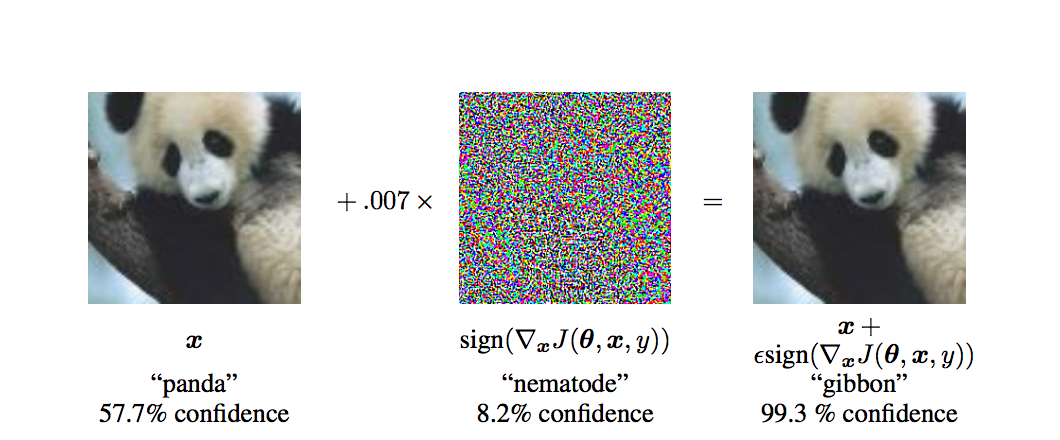 + .007 ×
=
x
sign(∇ₓJ(θ, x, y))
x +
ϵsign(∇ₓJ(θ, x, y))
“panda”
“nematode”
“gibbon”
57.7% confidence
8.2% confidence
99.3 % confidence